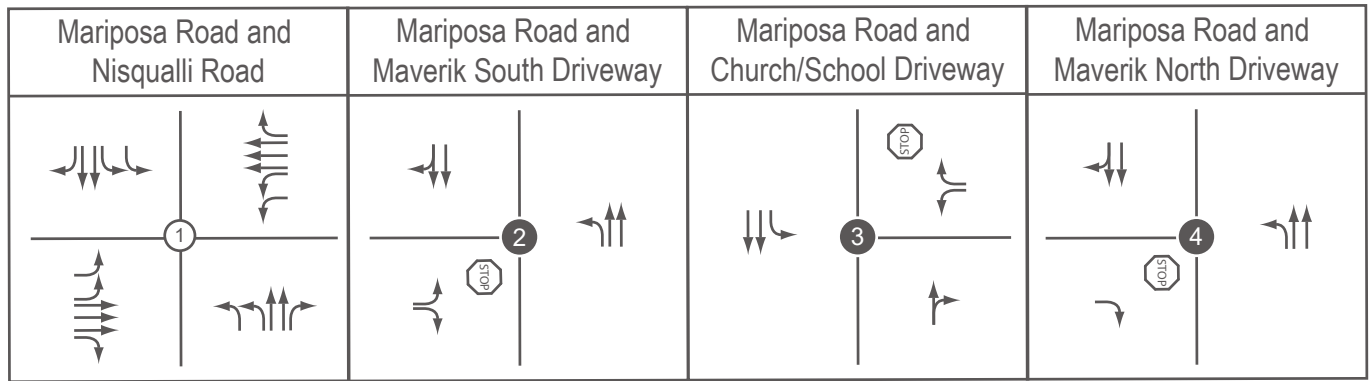 Mariposa Road and
Nisqualli Road
Mariposa Road and
Maverik South Driveway
Mariposa Road and
Church/School Driveway
Mariposa Road and
Maverik North Driveway
1
2
STOP
3
STOP
4
STOP